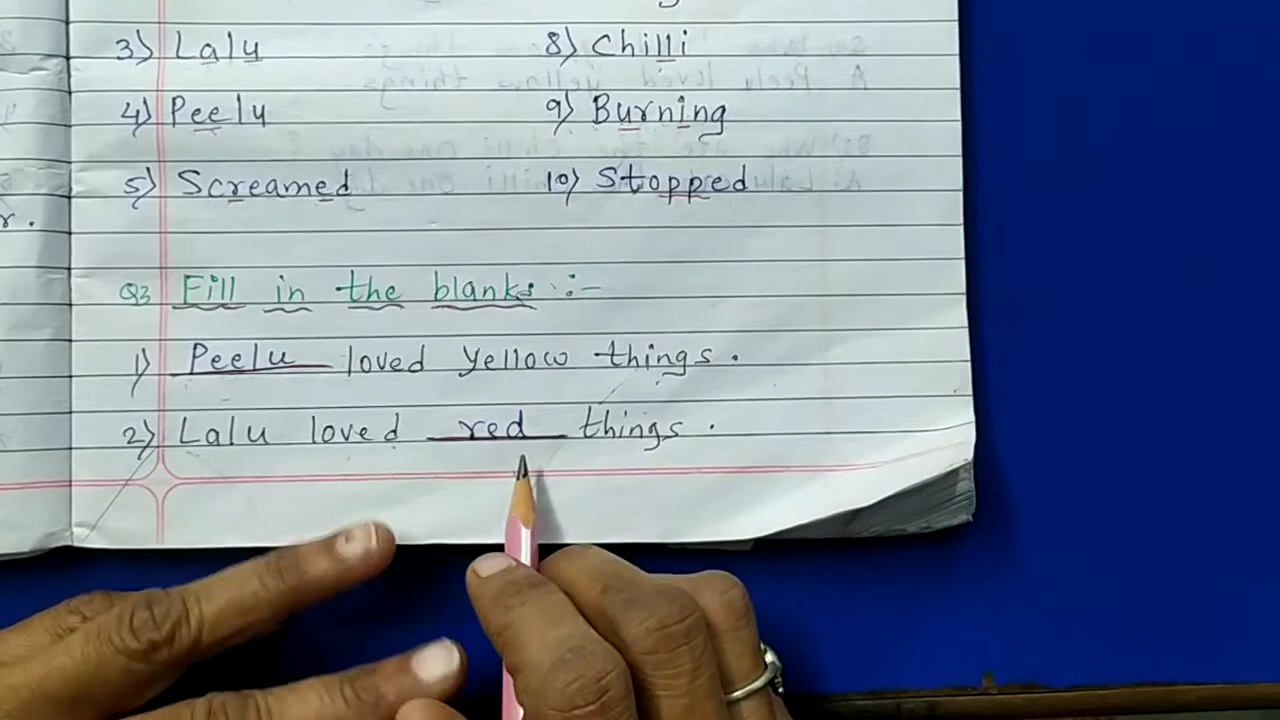 3) Lalu 8) Chilli
4) Peelu 9) Burning
5) Screamed 10) Stopped
r.
Q3 Fill in the blanks :-
1) Peelu loved yellow things.
2) Lalu loved red things.